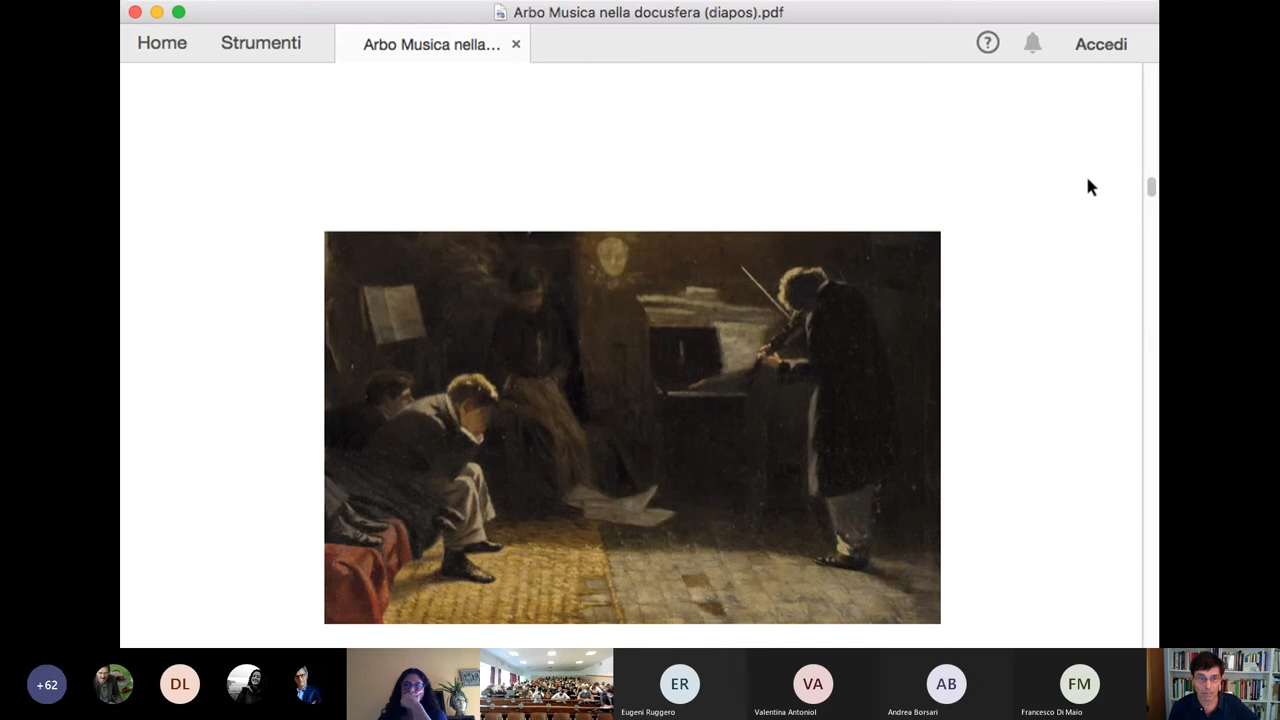 Arbo Musica nella docusfera (diapos).pdf
Home Strumenti Arbo Musica nella... × ? Accedi
+62 DL ER VA AB FM
Eugeni Ruggero Valentina Antoniol Andrea Borsari Francesco Di Maio